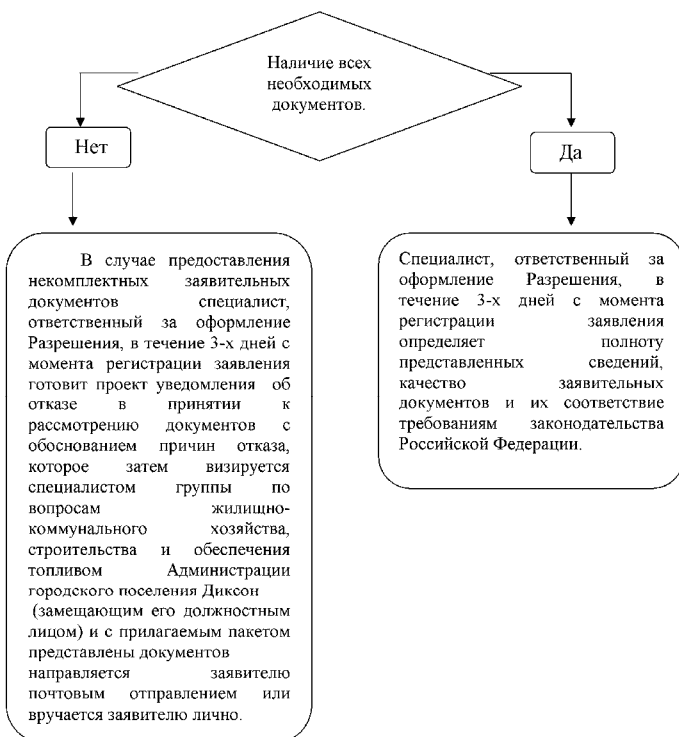 Наличие всех
необходимых
документов.
Нет
Да
В случае предоставления
некомплектных заявительных
документов специалист,
ответственный за оформление
Разрешения, в течение 3-х дней с
момента регистрации заявления
готовит проект уведомления об
отказе в принятии к
рассмотрению документов с
обоснованием причин отказа,
которое затем визируется
специалистом группы по
вопросам жилищно-
коммунального хозяйства,
строительства и обеспечения
топливом Администрации
городского поселения Диксон
(замещающим его должностным
лицом) и с прилагаемым пакетом
представлены документов
направляется заявителю
почтовым отправлением или
вручается заявителю лично.
Специалист, ответственный за
оформление Разрешения, в
течение 3-х дней с момента
регистрации заявления
определяет полноту
представленных сведений,
качество заявительных
документов и их соответствие
требованиям законодательства
Российской Федерации.